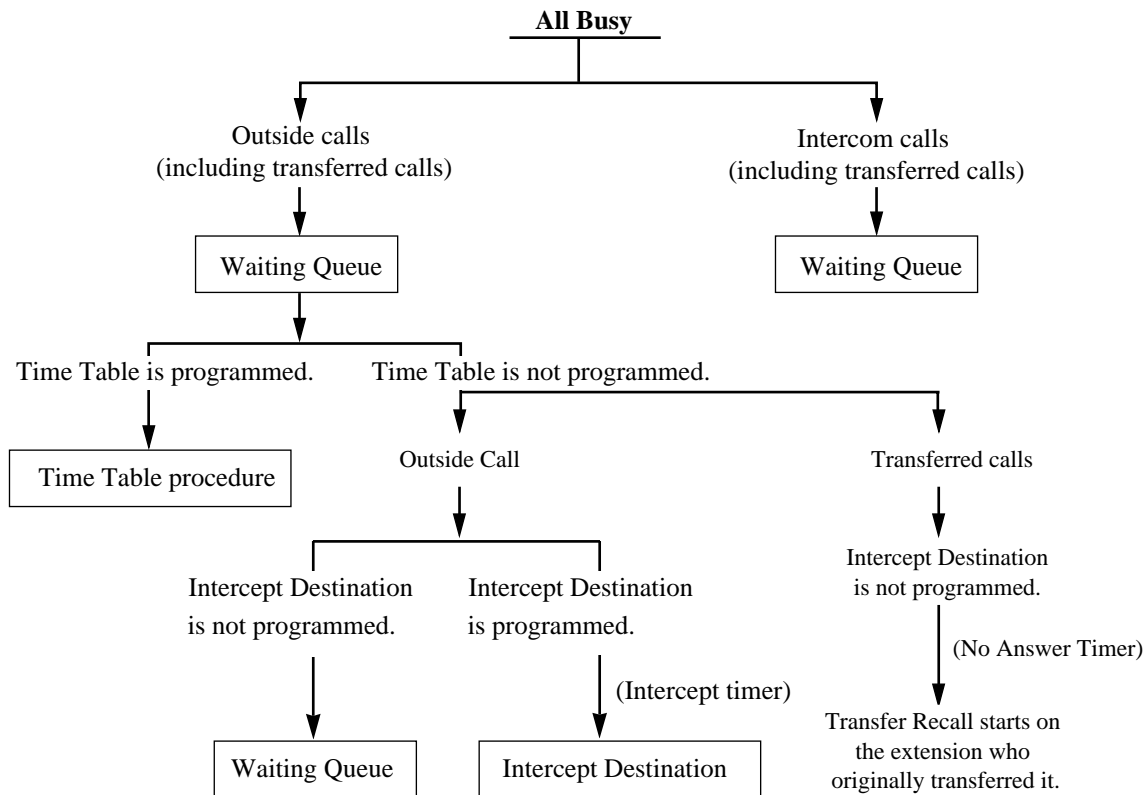 All Busy
Outside calls
(including transferred calls)
Intercom calls
(including transferred calls)
Waiting Queue
Waiting Queue
Time Table is programmed.
Time Table is not programmed.
Time Table procedure
Outside Call
Transferred calls
Intercept Destination
is not programmed.
Intercept Destination
is programmed.
Intercept Destination
is not programmed.
(Intercept timer)
(No Answer Timer)
Waiting Queue
Intercept Destination
Transfer Recall starts on
the extension who
originally transferred it.